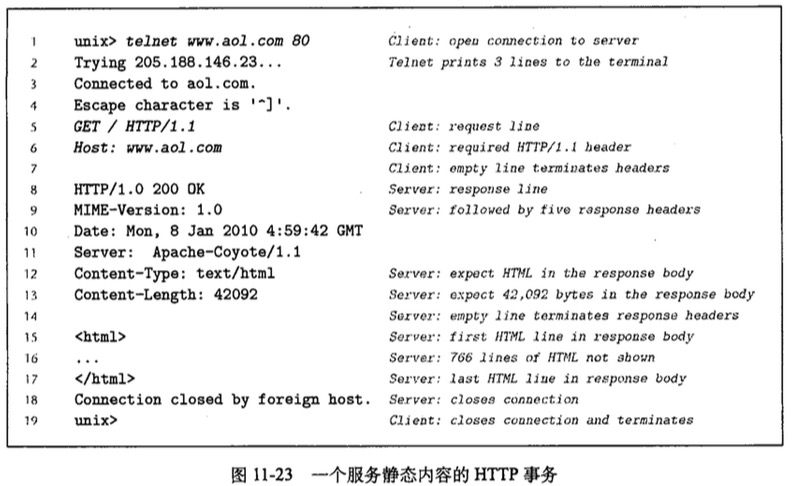 1 unix> telnet www.aol.com 80 Client: open connection to server
2 Trying 205.188.146.23... Telnet prints 3 lines to the terminal
3 Connected to aol.com.
4 Escape character is '^]'.
5 GET / HTTP/1.1 Client: request line
6 Host: www.aol.com Client: required HTTP/1.1 header
7 Client: empty line terminates headers
8 HTTP/1.0 200 OK Server: response line
9 MIME-Version: 1.0 Server: followed by five response headers
10 Date: Mon, 8 Jan 2010 4:59:42 GMT
11 Server: Apache-Coyote/1.1
12 Content-Type: text/html Server: expect HTML in the response body
13 Content-Length: 42092 Server: expect 42,092 bytes in the response body
14 Server: empty line terminates response headers
15 <html> Server: first HTML line in response body
16 ... Server: 766 lines of HTML not shown
17 </html> Server: last HTML line in response body
18 Connection closed by foreign host. Server: closes connection
19 unix> Client: closes connection and terminates
图 11-23 一个服务静态内容的 HTTP 事务